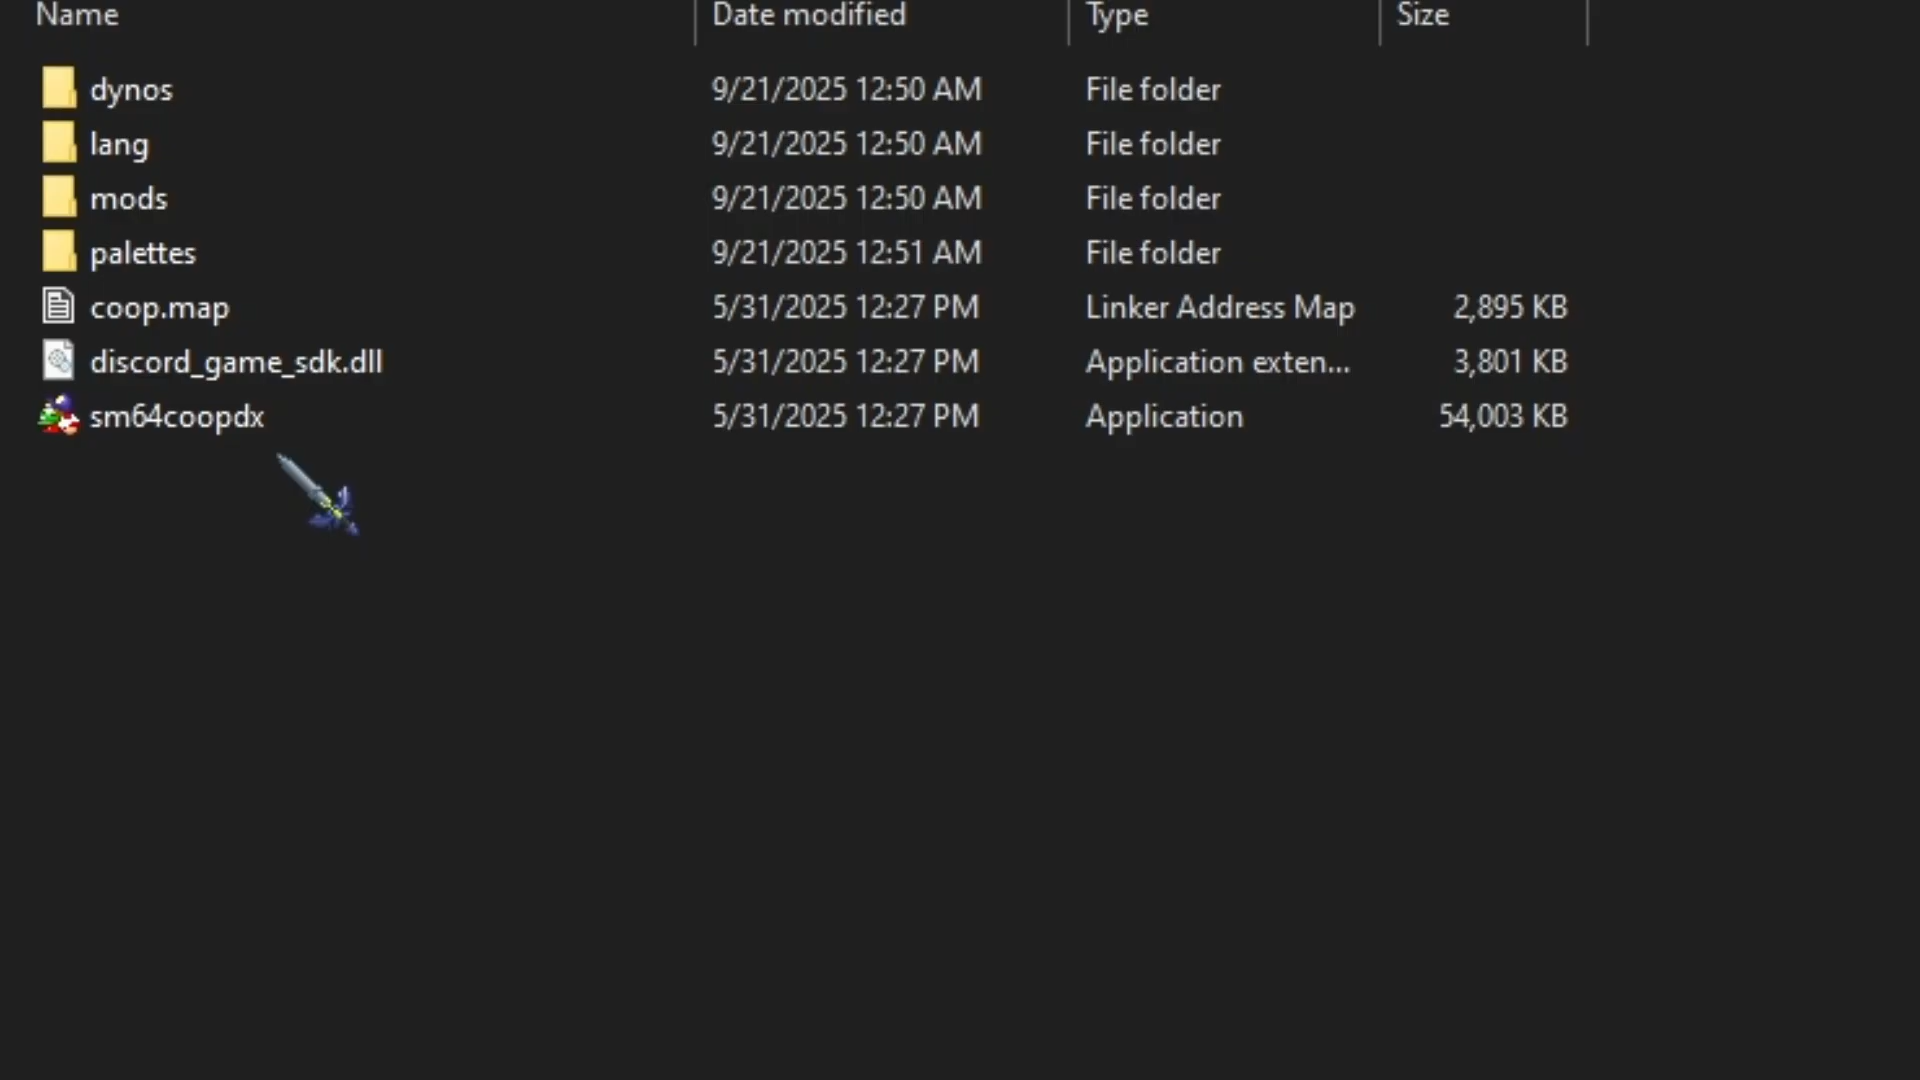 Name Date modified Type Size
dynos 9/21/2025 12:50 AM File folder
lang 9/21/2025 12:50 AM File folder
mods 9/21/2025 12:50 AM File folder
palettes 9/21/2025 12:51 AM File folder
coop.map 5/31/2025 12:27 PM Linker Address Map 2,895 KB
discord_game_sdk.dll 5/31/2025 12:27 PM Application exten... 3,801 KB
sm64coopdx 5/31/2025 12:27 PM Application 54,003 KB